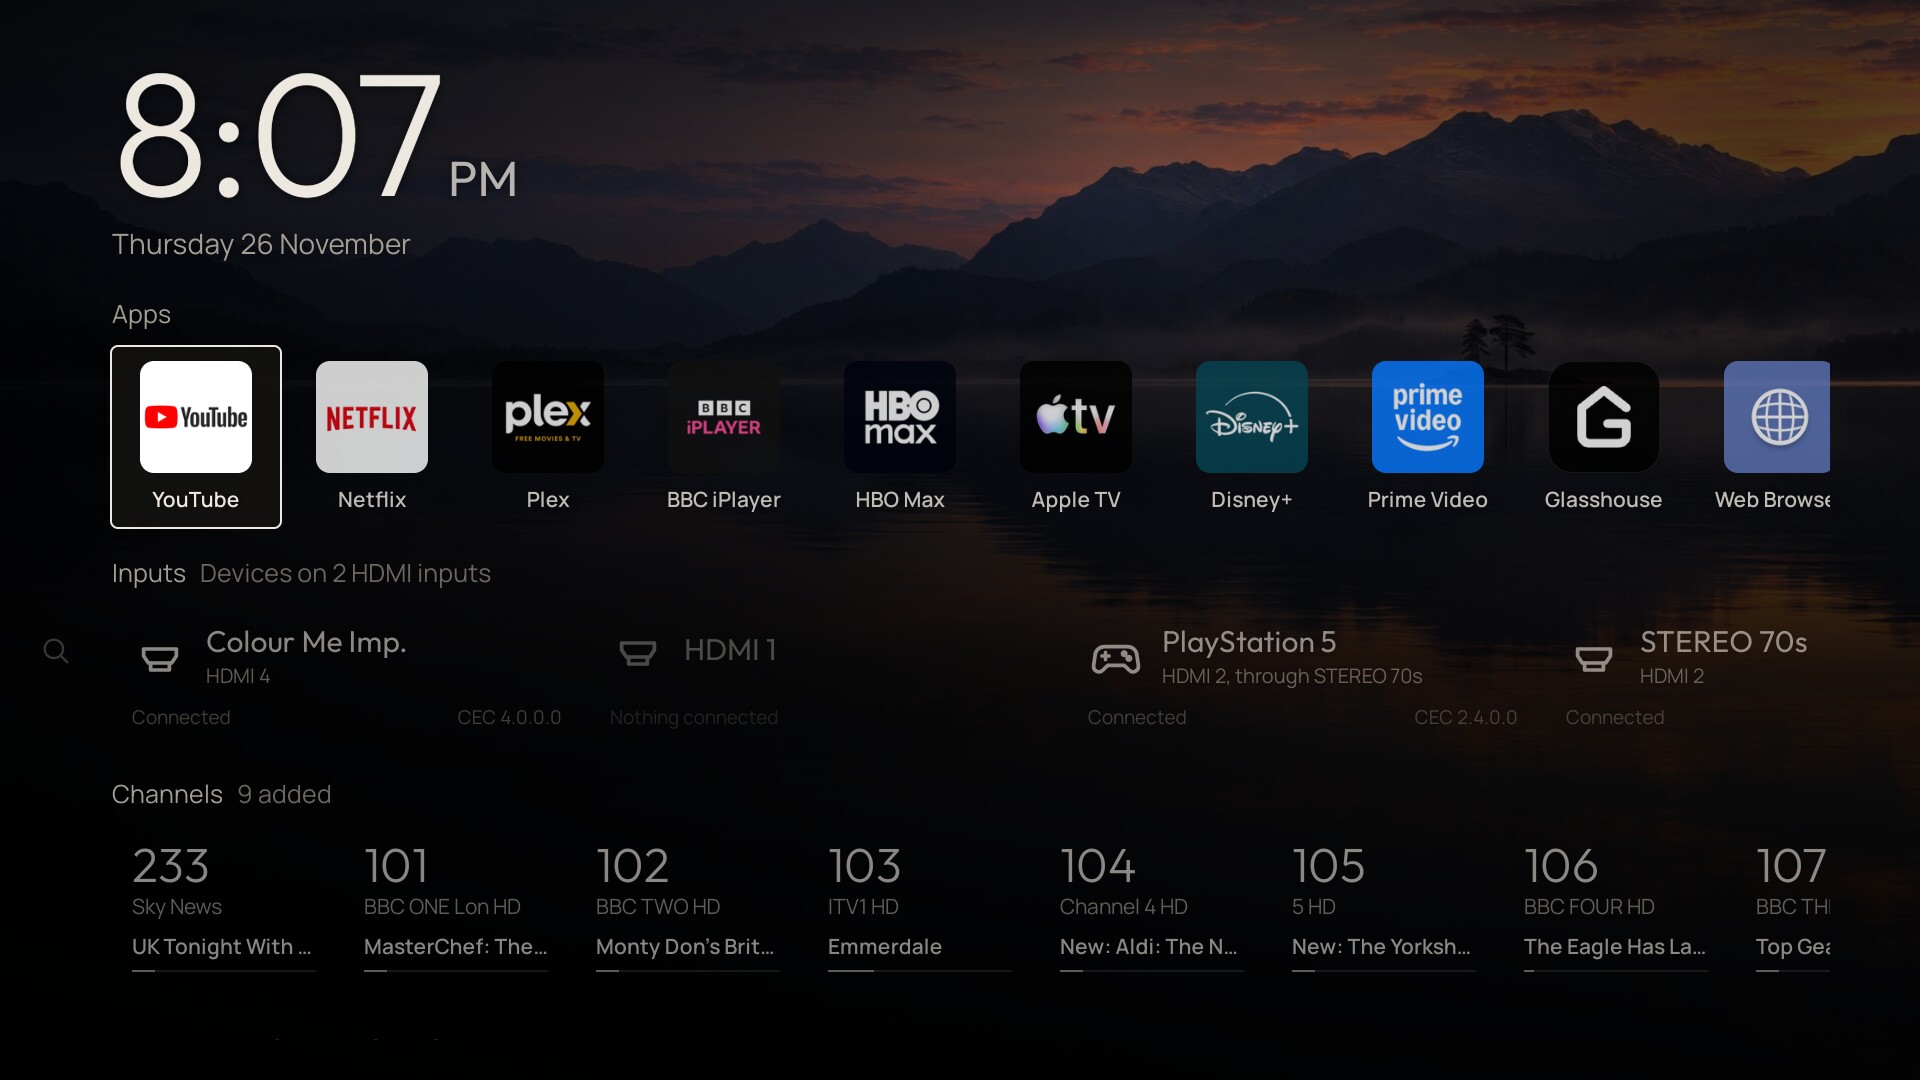 8:07 PM
Thursday 26 November
Apps
YouTube
NETFLIX
plex
FREE MOVIES & TV
BBC
iPLAYER
HBO
max
tv
Disney+
prime
video
YouTube
Netflix
Plex
BBC iPlayer
HBO Max
Apple TV
Disney+
Prime Video
Glasshouse
Web Browse
Inputs Devices on 2 HDMI inputs
Colour Me Imp.
HDMI 4
Connected
CEC 4.0.0.0
HDMI 1
Nothing connected
PlayStation 5
HDMI 2, through STEREO 70s
Connected
CEC 2.4.0.0
STEREO 70s
HDMI 2
Connected
Channels 9 added
233
Sky News
UK Tonight With ...
101
BBC ONE Lon HD
MasterChef: The...
102
BBC TWO HD
Monty Don's Brit...
103
ITV1 HD
Emmerdale
104
Channel 4 HD
New: Aldi: The N...
105
5 HD
New: The Yorksh...
106
BBC FOUR HD
The Eagle Has La...
107
BBC TH
Top Gea